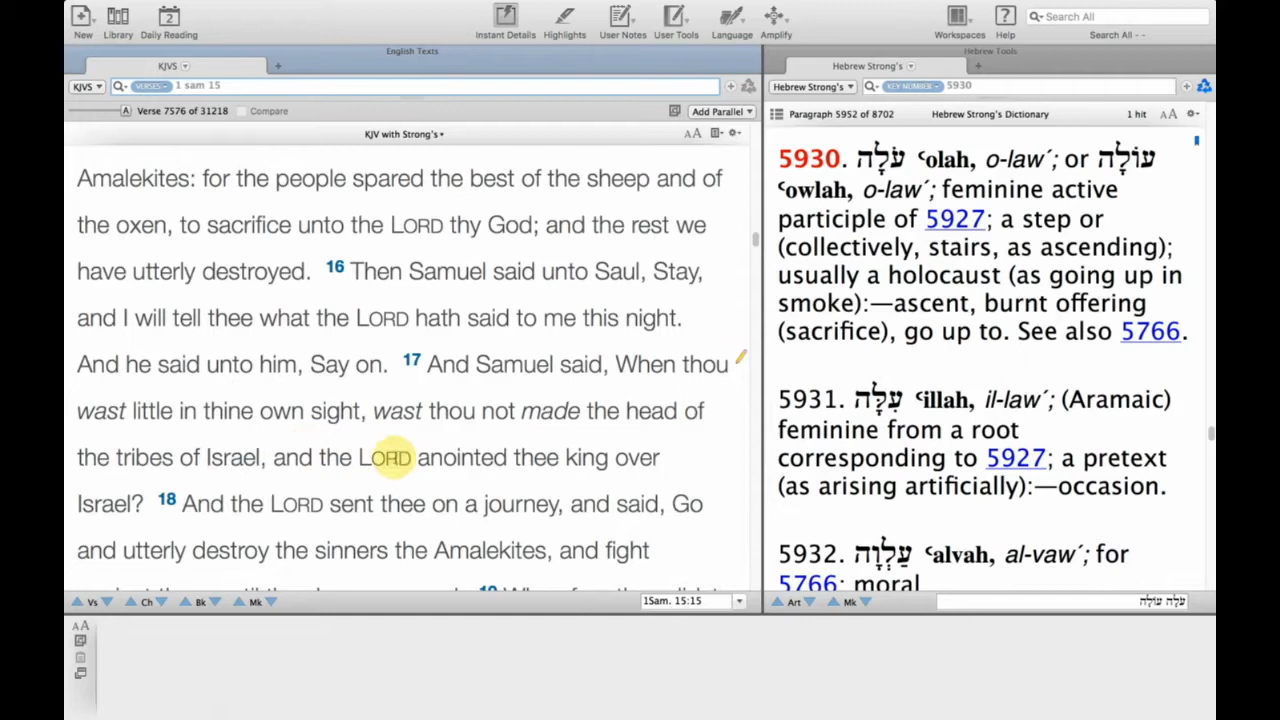 New Library 2 Daily Reading Instant Details Highlights User Notes User Tools Language Amplify Workspaces ? Help Search All
Search All - -
English Texts
Hebrew Tools
KJVS
Hebrew Strong's
KJVS VERSES 1 sam 15
Hebrew Strong's KEY NUMBER 5930
A Verse 7576 of 31218 Compare Add Parallel
Paragraph 5952 of 8702 Hebrew Strong's Dictionary 1 hit AA
KJV with Strong's AA
Amalekites: for the people spared the best of the sheep and of
the oxen, to sacrifice unto the LORD thy God; and the rest we
have utterly destroyed. 16 Then Samuel said unto Saul, Stay,
and I will tell thee what the LORD hath said to me this night.
And he said unto him, Say on. 17 And Samuel said, When thou
wast little in thine own sight, wast thou not made the head of
the tribes of Israel, and the LORD anointed thee king over
Israel? 18 And the LORD sent thee on a journey, and said, Go
and utterly destroy the sinners the Amalekites, and fight
5930. עֹלָה ʿolah, o-law´; or עוֹלָה
ʿowlah, o-law´; feminine active
participle of 5927; a step or
(collectively, stairs, as ascending);
usually a holocaust (as going up in
smoke):—ascent, burnt offering
(sacrifice), go up to. See also 5766.
5931. עִלָּה ʿillah, il-law´; (Aramaic)
feminine from a root
corresponding to 5927; a pretext
(as arising artificially):—occasion.
5932. עַלְוָה ʿalvah, al-vaw´; for
5766; moral
Vs Ch Bk Mk 1Sam. 15:15
Art Mk עלה עולה
AA